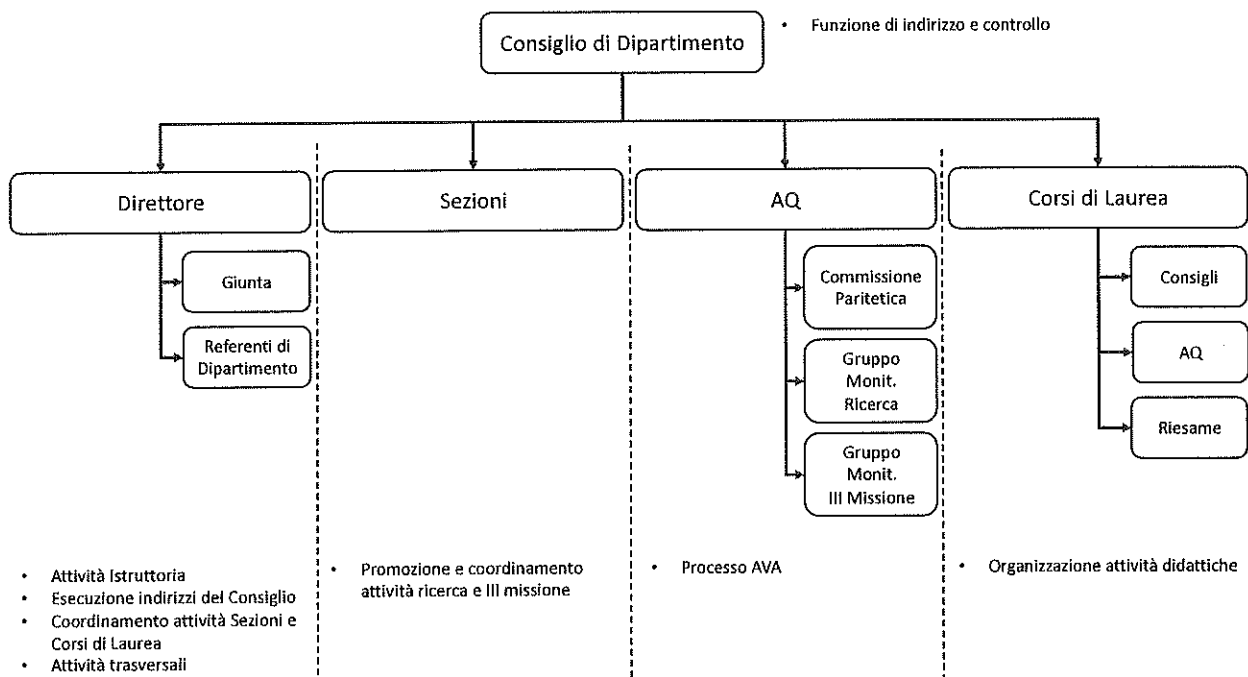 Consiglio di Dipartimento
• Funzione di indirizzo e controllo
Direttore
Sezioni
AQ
Corsi di Laurea
Giunta
Referenti di
Dipartimento
Commissione
Paritetica
Gruppo
Monit.
Ricerca
Gruppo
Monit.
III Missione
Consigli
AQ
Riesame
• Attività Istruttoria
• Esecuzione indirizzi del Consiglio
• Coordinamento attività Sezioni e
Corsi di Laurea
• Attività trasversali
• Promozione e coordinamento
attività ricerca e III missione
• Processo AVA
• Organizzazione attività didattiche